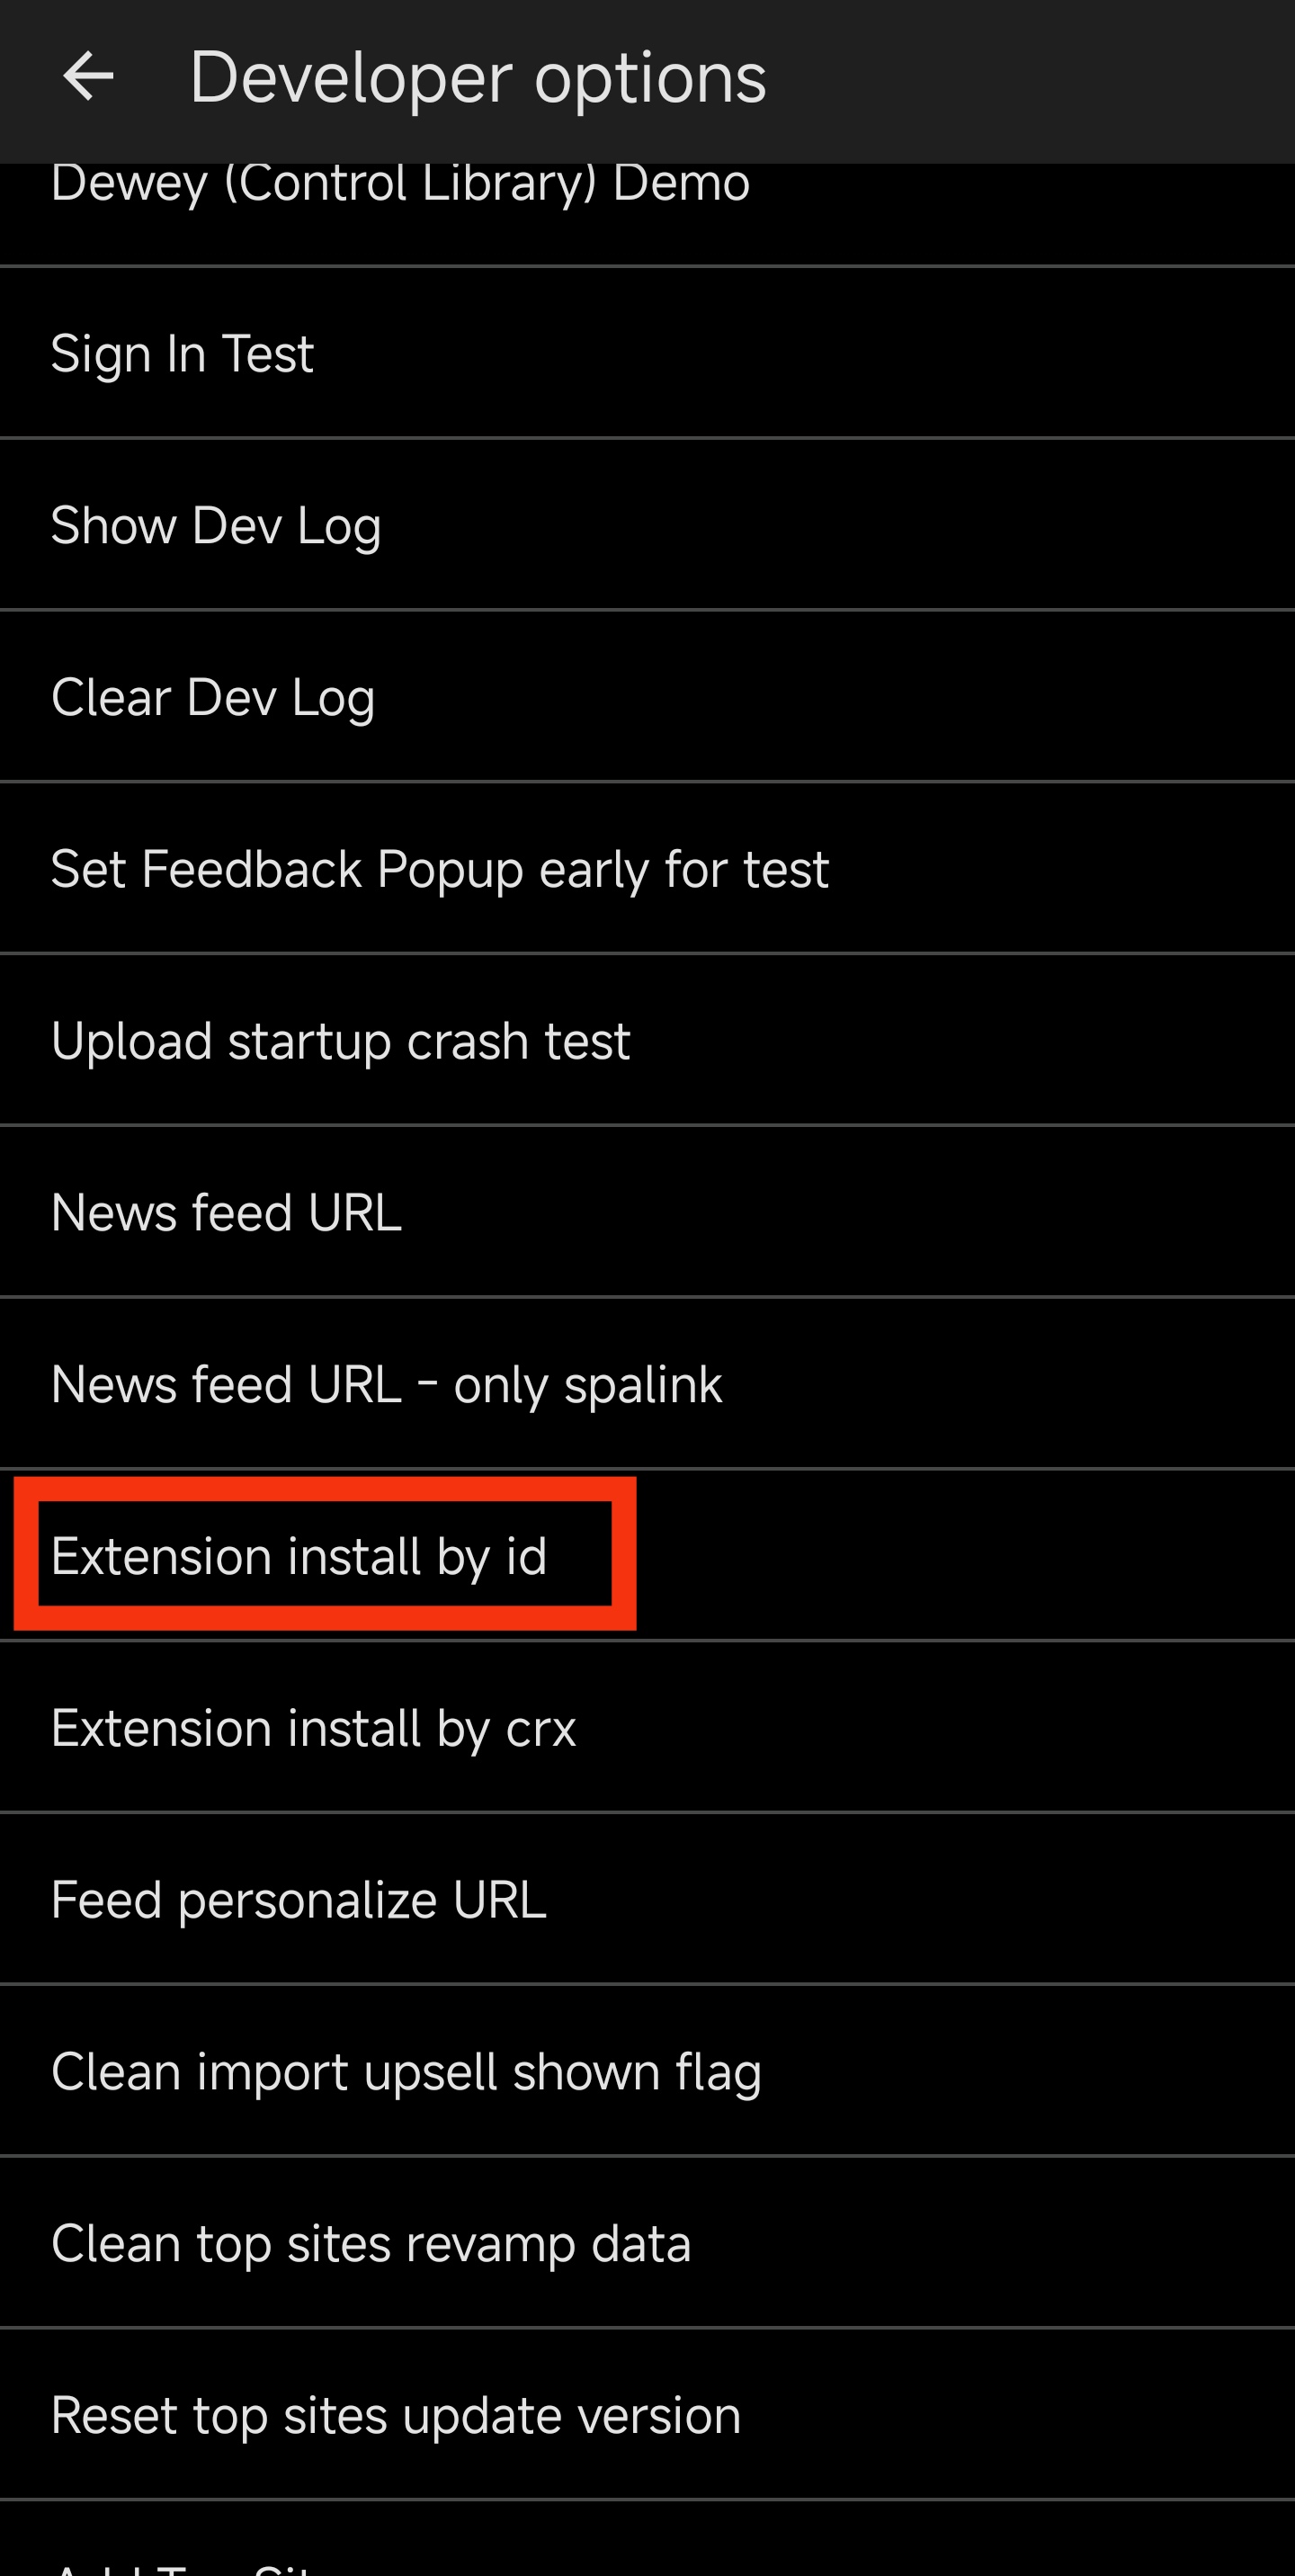 Developer options
Dewey (Control Library) Demo
Sign In Test
Show Dev Log
Clear Dev Log
Set Feedback Popup early for test
Upload startup crash test
News feed URL
News feed URL - only spalink
Extension install by id
Extension install by crx
Feed personalize URL
Clean import upsell shown flag
Clean top sites revamp data
Reset top sites update version